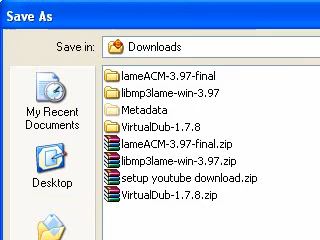 Save As
Save in: Downloads
lameACM-3.97-final
libmp3lame-win-3.97
Metadata
VirtualDub-1.7.8
lameACM-3.97-final.zip
libmp3lame-win-3.97.zip
setup youtube download.zip
VirtualDub-1.7.8.zip
My Recent
Documents
Desktop